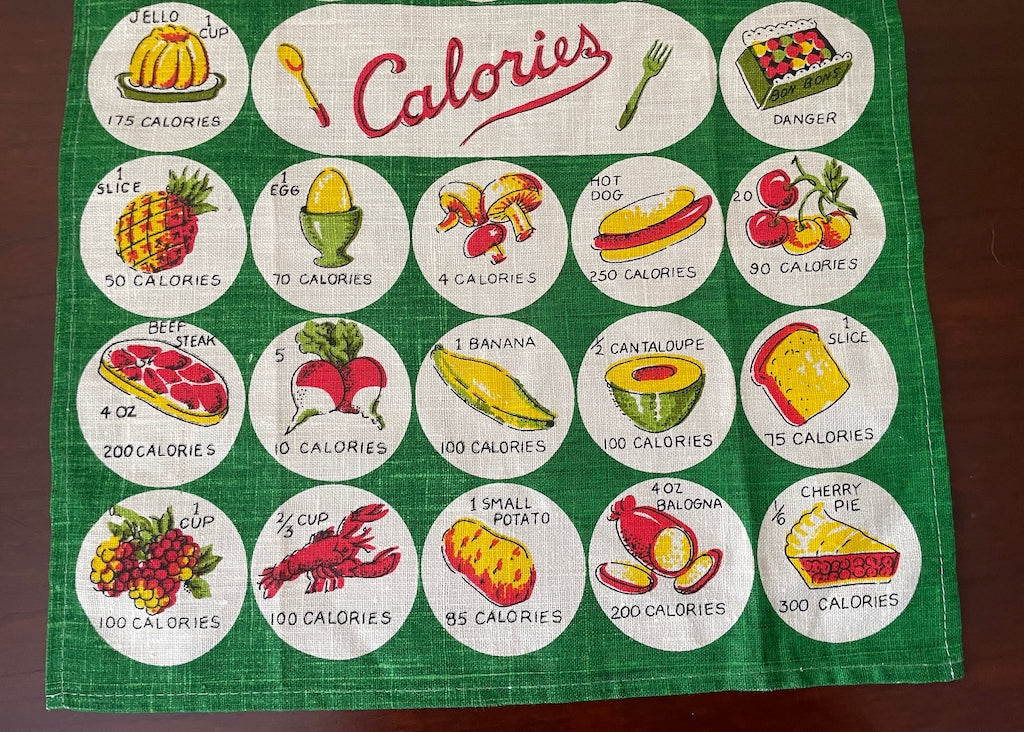 JELLO
1
CUP
175 CALORIES
Calories
BON BONS
DANGER
1
SLICE
50 CALORIES
1
EGG
70 CALORIES
4 CALORIES
HOT
DOG
250 CALORIES
20
90 CALORIES
BEEF
STEAK
4 OZ
200 CALORIES
5
10 CALORIES
1 BANANA
100 CALORIES
1/2 CANTALOUPE
100 CALORIES
1
SLICE
75 CALORIES
1
CUP
100 CALORIES
2/3 CUP
100 CALORIES
1 SMALL
POTATO
85 CALORIES
4 OZ
BALOGNA
200 CALORIES
CHERRY
PIE
1/6
300 CALORIES